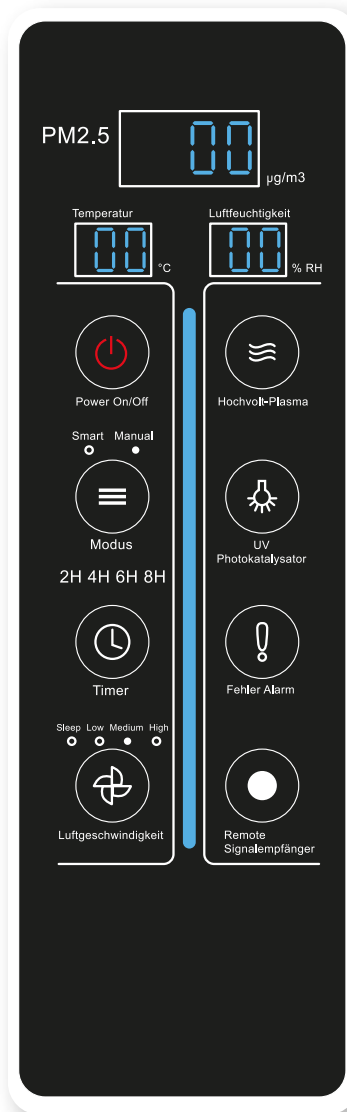 PM2.5
00
µg/m3
Temperatur
00 °C
Luftfeuchtigkeit
00 % RH
Power On/Off
Hochvolt-Plasma
Smart Manual
Modus
UV
Photokatalysator
2H 4H 6H 8H
Timer
Fehler Alarm
Sleep Low Medium High
Luftgeschwindigkeit
Remote
Signalempfänger